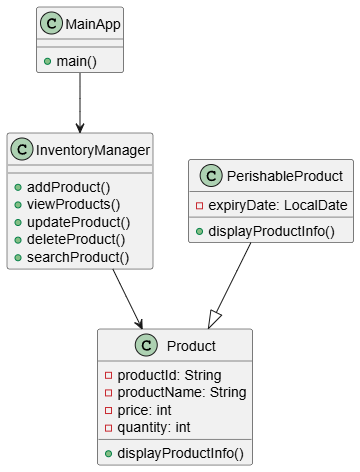 C MainApp
main()
C InventoryManager
addProduct()
viewProducts()
updateProduct()
deleteProduct()
searchProduct()
C PerishableProduct
expiryDate: LocalDate
displayProductInfo()
C Product
productId: String
productName: String
price: int
quantity: int
displayProductInfo()